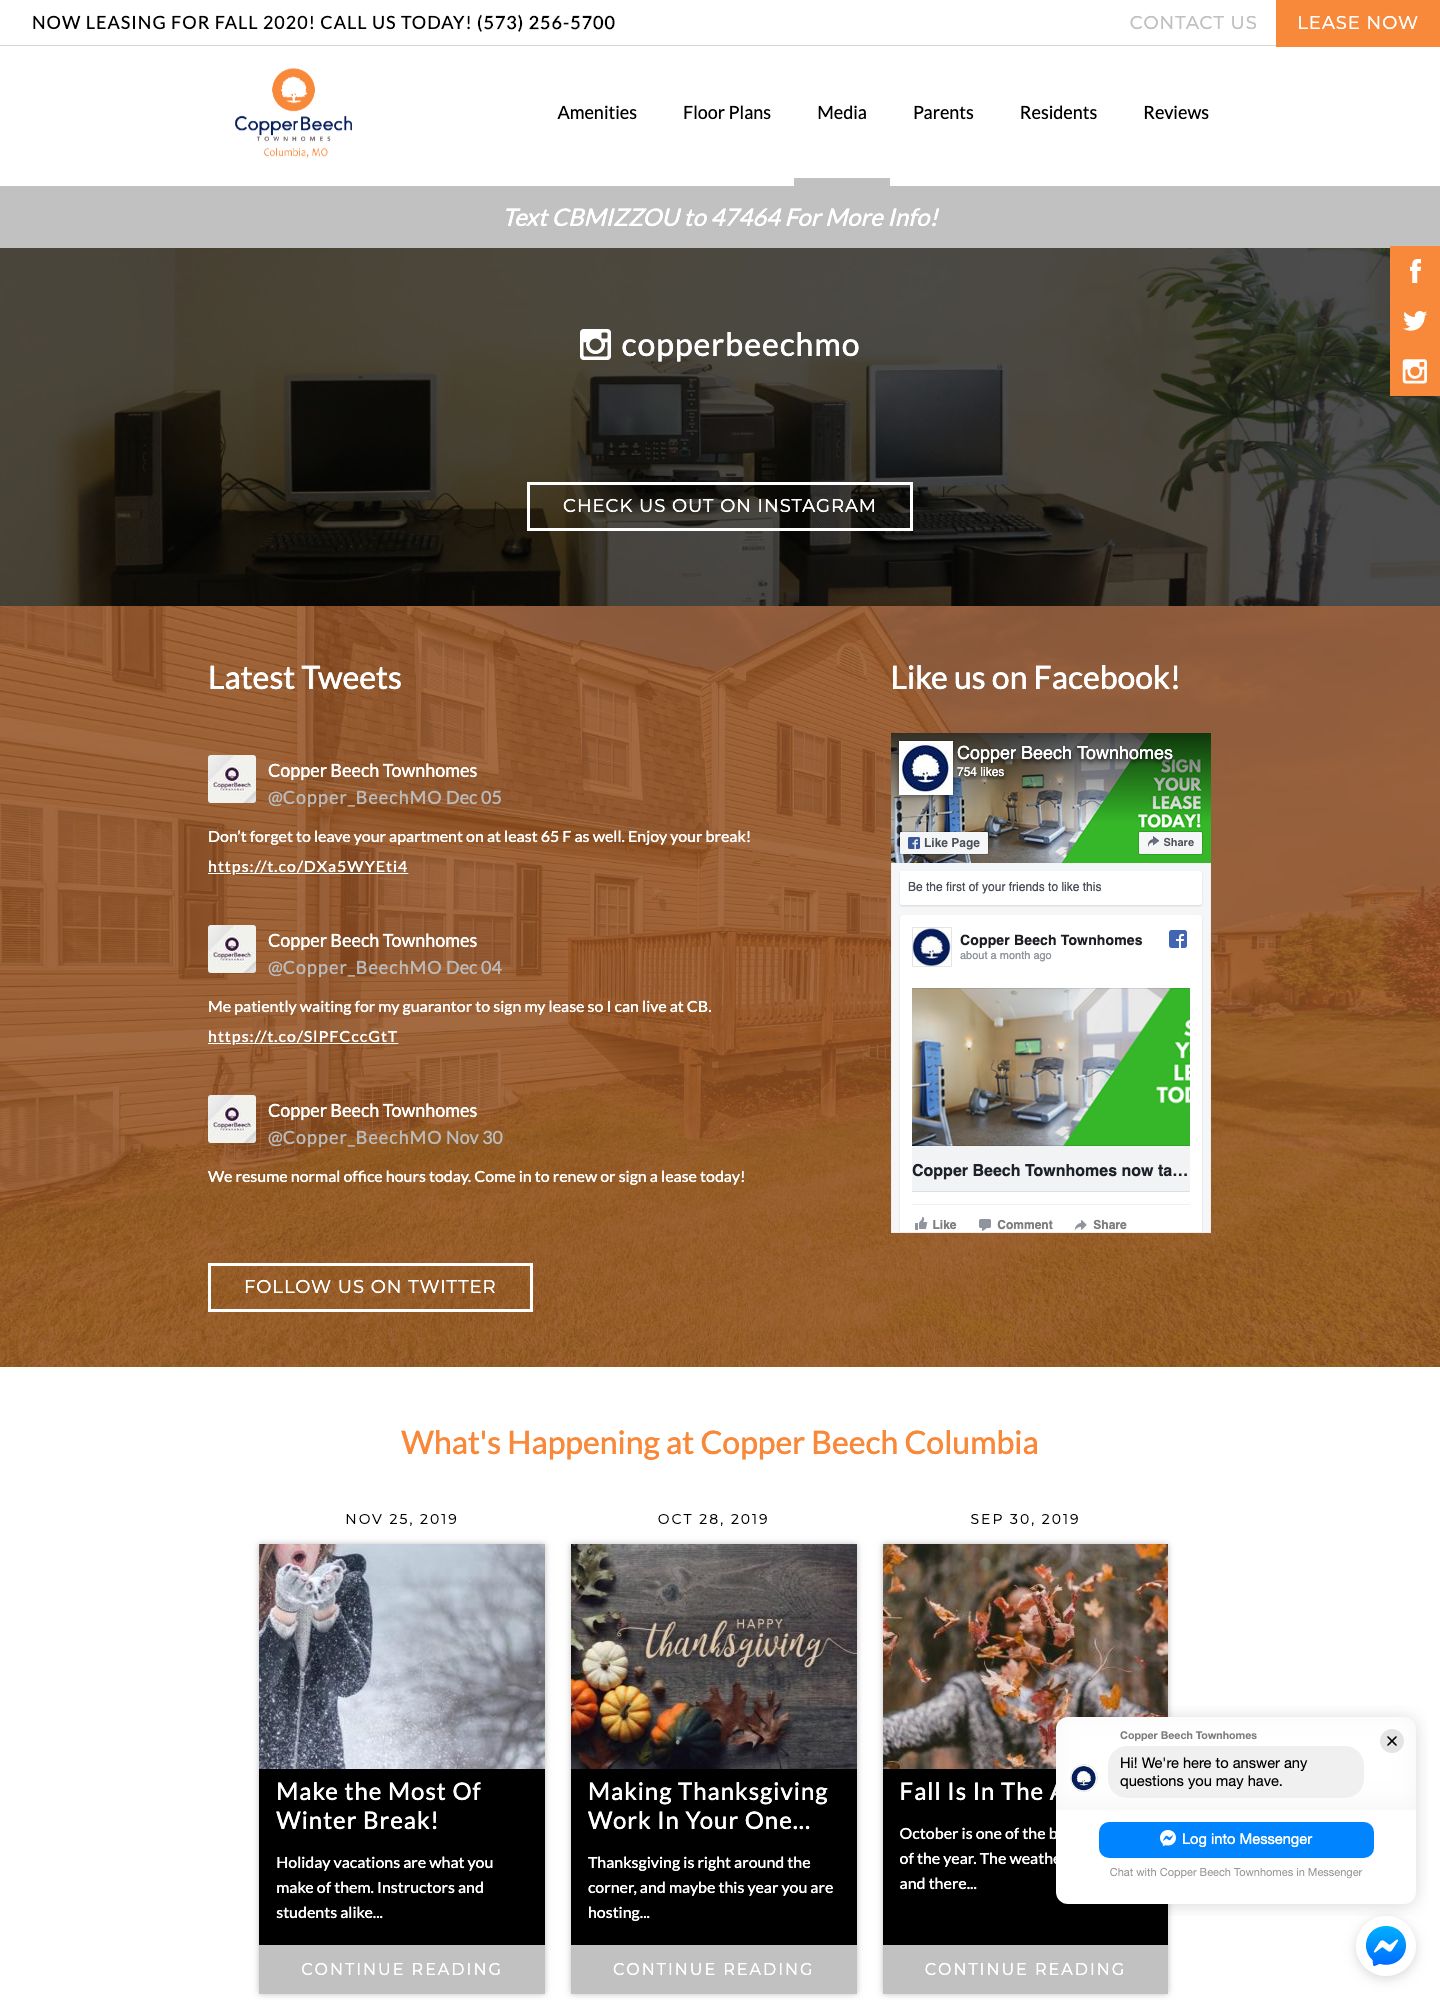 NOW LEASING FOR FALL 2020! CALL US TODAY! (573) 256-5700
CONTACT US
LEASE NOW
CopperBeech
TOWNHOMES
Columbia, MO
Amenities
Floor Plans
Media
Parents
Residents
Reviews
Text CBMIZZOU to 47464 For More Info!
copperbeechmo
CHECK US OUT ON INSTAGRAM
Latest Tweets
CopperBeech
Copper Beech Townhomes
@Copper_BeechMO Dec 05
Don't forget to leave your apartment on at least 65 F as well. Enjoy your break!
https://t.co/DXa5WYEti4
CopperBeech
Copper Beech Townhomes
@Copper_BeechMO Dec 04
Me patiently waiting for my guarantor to sign my lease so I can live at CB.
https://t.co/SlPFCccGtT
CopperBeech
Copper Beech Townhomes
@Copper_BeechMO Nov 30
We resume normal office hours today. Come in to renew or sign a lease today!
FOLLOW US ON TWITTER
Like us on Facebook!
Copper Beech Townhomes
754 likes
SIGN
YOUR
LEASE
TODAY!
Like Page
Share
Be the first of your friends to like this
Copper Beech Townhomes
about a month ago
S
Y
LE
TOD
Copper Beech Townhomes now ta...
Like
Comment
Share
What's Happening at Copper Beech Columbia
NOV 25, 2019
Make the Most Of
Winter Break!
Holiday vacations are what you
make of them. Instructors and
students alike...
CONTINUE READING
OCT 28, 2019
HAPPY
thanksgiving
Making Thanksgiving
Work In Your One...
Thanksgiving is right around the
corner, and maybe this year you are
hosting...
CONTINUE READING
SEP 30, 2019
Fall Is In The
October is one of the b
of the year. The weathe
and there...
CONTINUE READING
Copper Beech Townhomes
Hi! We're here to answer any
questions you may have.
Log into Messenger
Chat with Copper Beech Townhomes in Messenger